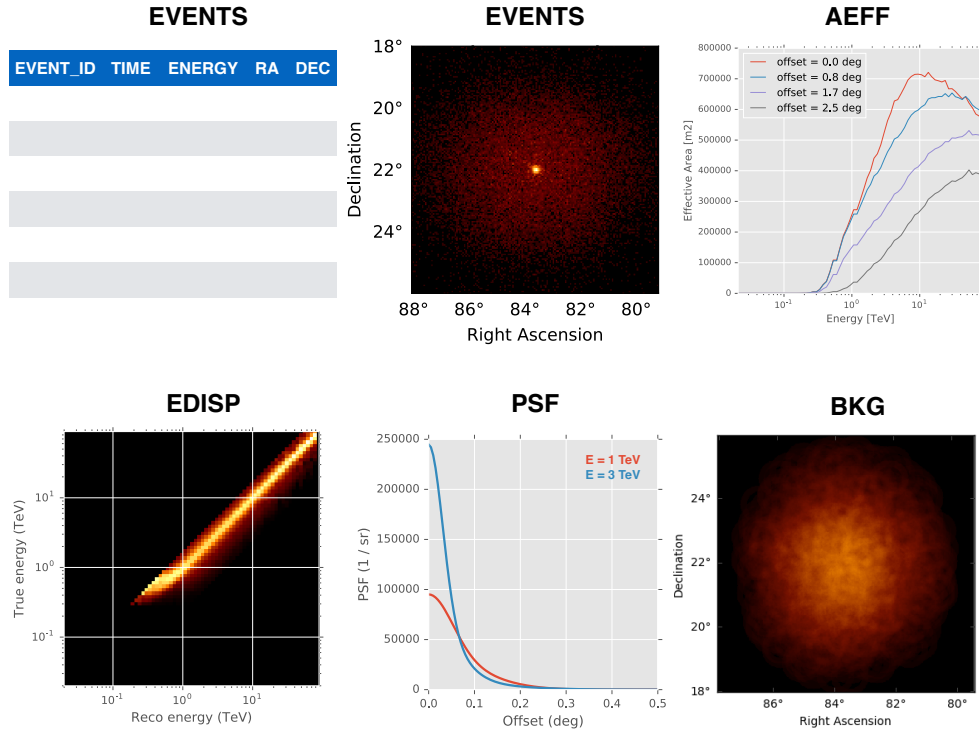 EVENTS
EVENT_ID TIME ENERGY RA DEC
EVENTS
18°
20°
22°
24°
Declination
88° 86° 84° 82° 80°
Right Ascension
AEFF
800000
700000
600000
500000
400000
300000
200000
100000
0
Effective Area [m2]
offset = 0.0 deg
offset = 0.8 deg
offset = 1.7 deg
offset = 2.5 deg
10⁻¹ 10⁰ 10¹
Energy [TeV]
EDISP
10¹
10⁰
10⁻¹
True energy (TeV)
10⁻¹ 10⁰ 10¹
Reco energy (TeV)
PSF
250000
200000
150000
100000
50000
0
PSF (1 / sr)
E = 1 TeV
E = 3 TeV
0.0 0.1 0.2 0.3 0.4 0.5
Offset (deg)
BKG
24°
22°
20°
18°
Declination
86° 84° 82° 80°
Right Ascension